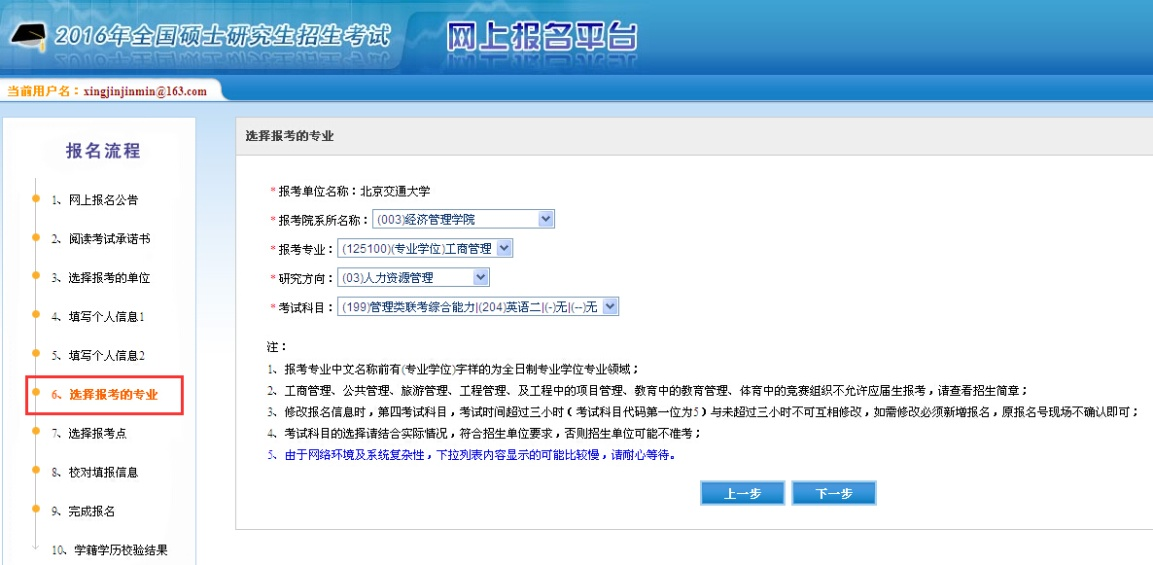 2016年全国硕士研究生招生考试 网上报名平台
当前用户名：xingjinjinmin@163.com
报名流程
1、网上报名公告
2、阅读考试承诺书
3、选择报考的单位
4、填写个人信息1
5、填写个人信息2
6、选择报考的专业
7、选择报考点
8、校对填报信息
9、完成报名
10、学籍学历校验结果
选择报考的专业
*报考单位名称：北京交通大学
*报考院系所名称：(003)经济管理学院
*报考专业：(125100)(专业学位)工商管理
*研究方向：(03)人力资源管理
*考试科目：(199)管理类联考综合能力|(204)英语二|(-)无|(--)无
注：
1、报考专业中文名称前有(专业学位)字样的为全日制专业学位专业领域；
2、工商管理、公共管理、旅游管理、工程管理、及工程中的项目管理、教育中的教育管理、体育中的竞赛组织不允许应届生报考，请查看招生简章；
3、修改报名信息时，第四考试科目，考试时间超过三小时（考试科目代码第一位为5）与未超过三小时不可互相修改，如需修改必须新增报名，原报名号现场不确认即可；
4、考试科目的选择请结合实际情况，符合招生单位要求，否则招生单位可能不准考；
5、由于网络环境及系统复杂性，下拉列表内容显示的可能比较慢，请耐心等待。
上一步 下一步